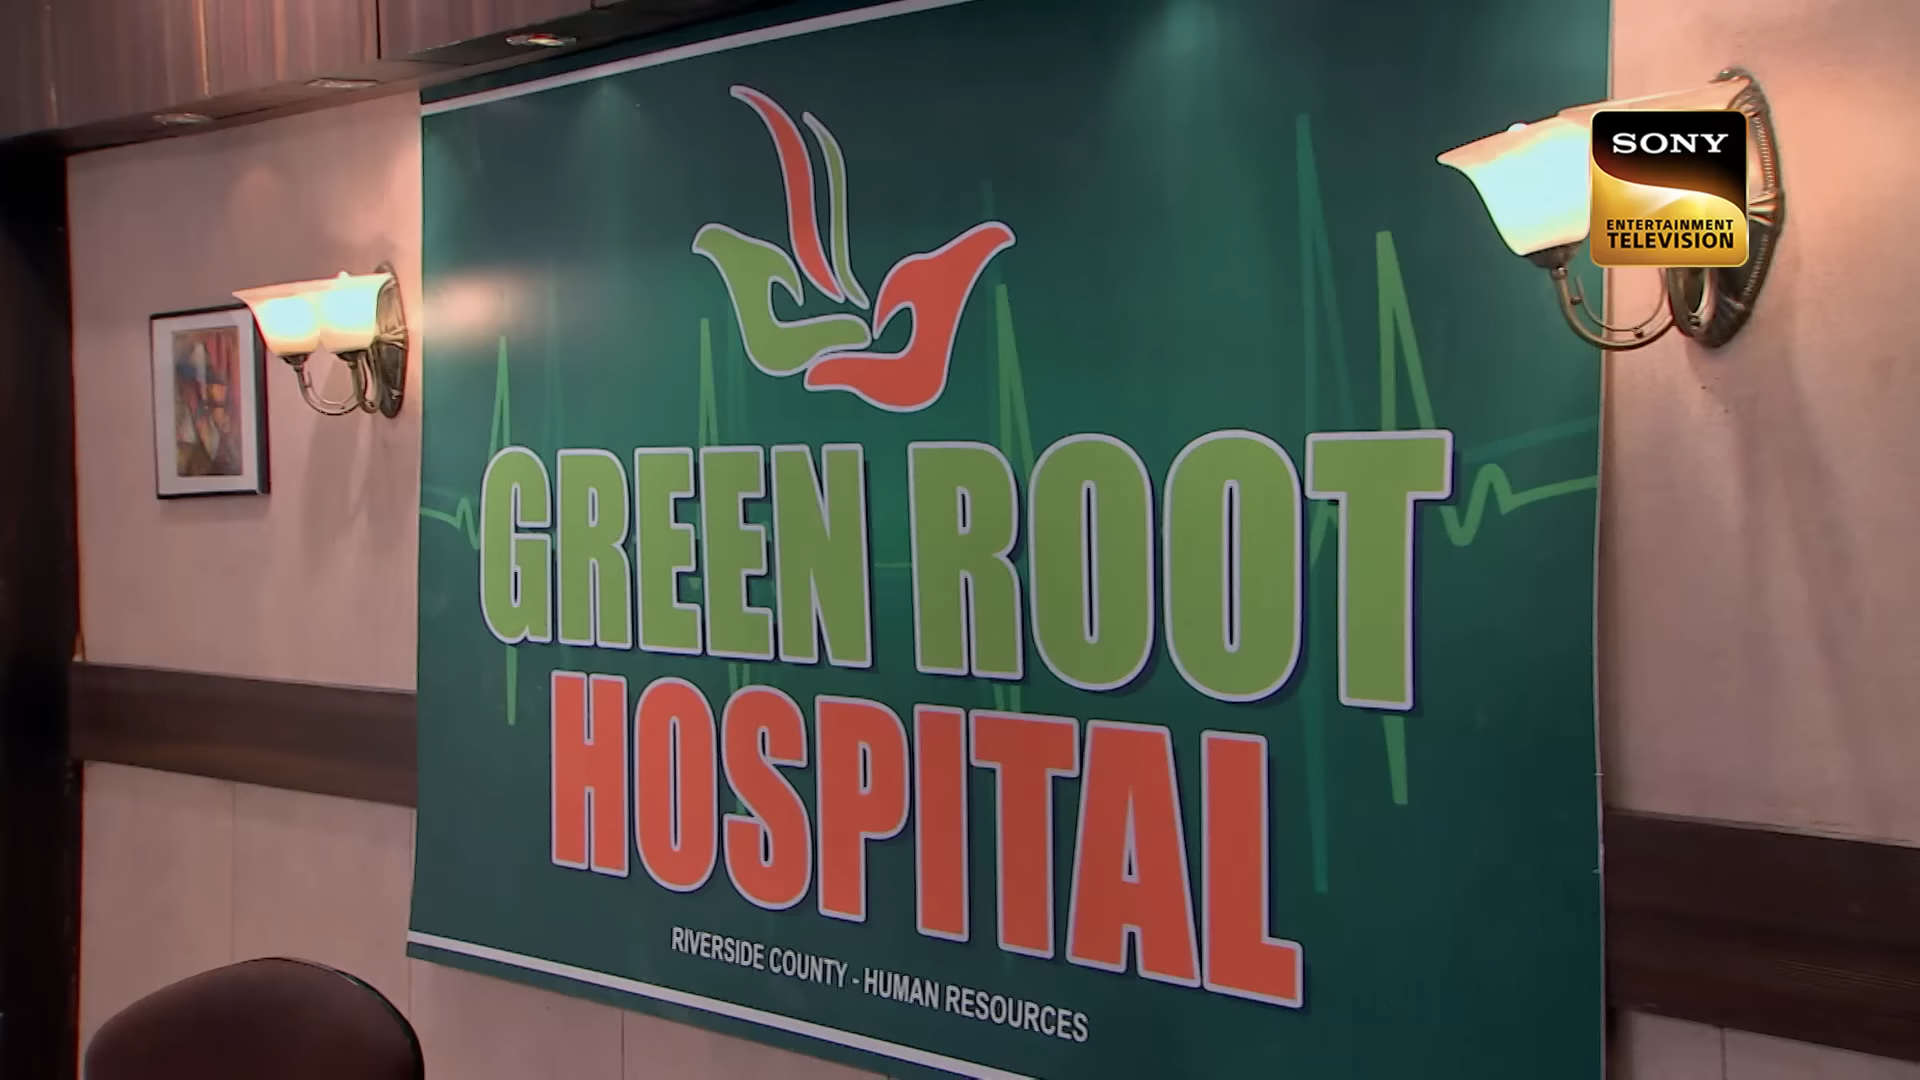 SONY
ENTERTAINMENT
TELEVISION
GREEN ROOT
HOSPITAL
RIVERSIDE COUNTY - HUMAN RESOURCES